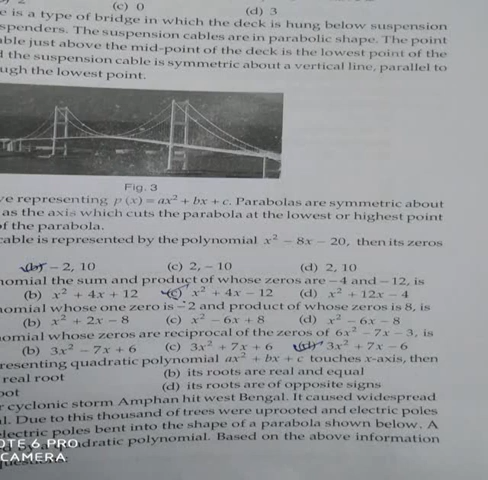 (c) 0 (d) 3
e is a type of bridge in which the deck is hung below suspension
spenders. The suspension cables are in parabolic shape. The point
able just above the mid-point of the deck is the lowest point of the
d the suspension cable is symmetric about a vertical line, parallel to
ugh the lowest point.
Fig. 3
ve representing p (x) = ax² + bx + c. Parabolas are symmetric about
as the axis which cuts the parabola at the lowest or highest point
of the parabola.
cable is represented by the polynomial x² − 8x − 20, then its zeros
(b) − 2, 10 (c) 2, − 10 (d) 2, 10
nomial the sum and product of whose zeros are − 4 and − 12, is
(b) x² + 4x + 12 (c) x² + 4x − 12 (d) x² + 12x − 4
nomial whose one zero is − 2 and product of whose zeros is 8, is
(b) x² + 2x − 8 (c) x² − 6x + 8 (d) x² − 6x − 8
nomial whose zeros are reciprocal of the zeros of 6x² − 7x − 3, is
(b) 3x² − 7x + 6 (c) 3x² + 7x + 6 (d) 3x² + 7x − 6
resenting quadratic polynomial ax² + bx + c touches x-axis, then
real root (b) its roots are real and equal
oot (d) its roots are of opposite signs
r cyclonic storm Amphan hit west Bengal. It caused widespread
al. Due to this thousand of trees were uprooted and electric poles
electric poles bent into the shape of a parabola shown below. A
OTE 6 PRO
dratic polynomial. Based on the above information
CAMERA